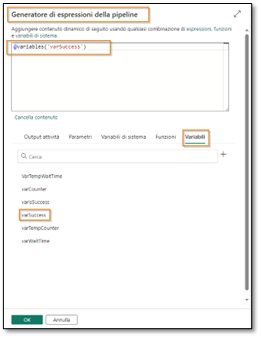 Generatore di espressioni della pipeline
Aggiungere contenuto dinamico di seguito usando qualsiasi combinazione di espressioni, funzioni
e variabili di sistema.
@variables('varSuccess')
Cancella contenuto
Output attività Parametri Variabili di sistema Funzioni Variabili
Cerca
VarTempWaitTime
varCounter
varIsSuccess
varSuccess
varTempCounter
varWaitTime
OK Annulla